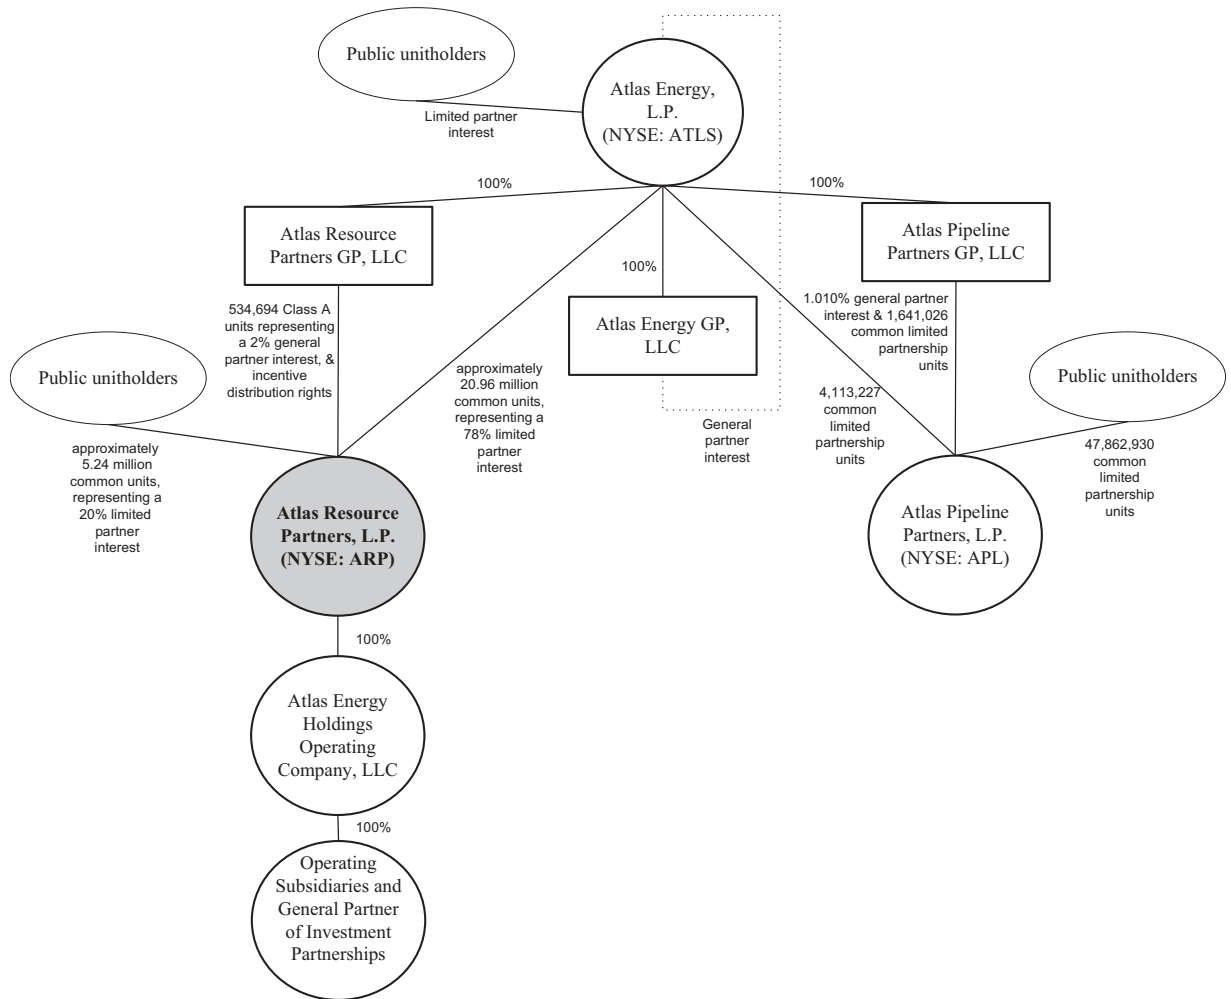 Public unitholders
Atlas Energy,
L.P.
(NYSE: ATLS)
Limited partner
interest
100%
100%
Atlas Resource
Partners GP, LLC
Atlas Pipeline
Partners GP, LLC
100%
534,694 Class A
units representing
a 2% general
partner interest, &
incentive
distribution rights
Atlas Energy GP,
LLC
1.010% general partner
interest & 1,641,026
common limited
partnership
units
Public unitholders
approximately
20.96 million
common units,
representing a
78% limited
partner
interest
Public unitholders
4,113,227
common
limited
partnership
units
General
partner
interest
approximately
5.24 million
common units,
representing a
20% limited
partner
interest
47,862,930
common
limited
partnership
units
Atlas Resource
Partners, L.P.
(NYSE: ARP)
Atlas Pipeline
Partners, L.P.
(NYSE: APL)
100%
Atlas Energy
Holdings
Operating
Company, LLC
100%
Operating
Subsidiaries and
General Partner
of Investment
Partnerships